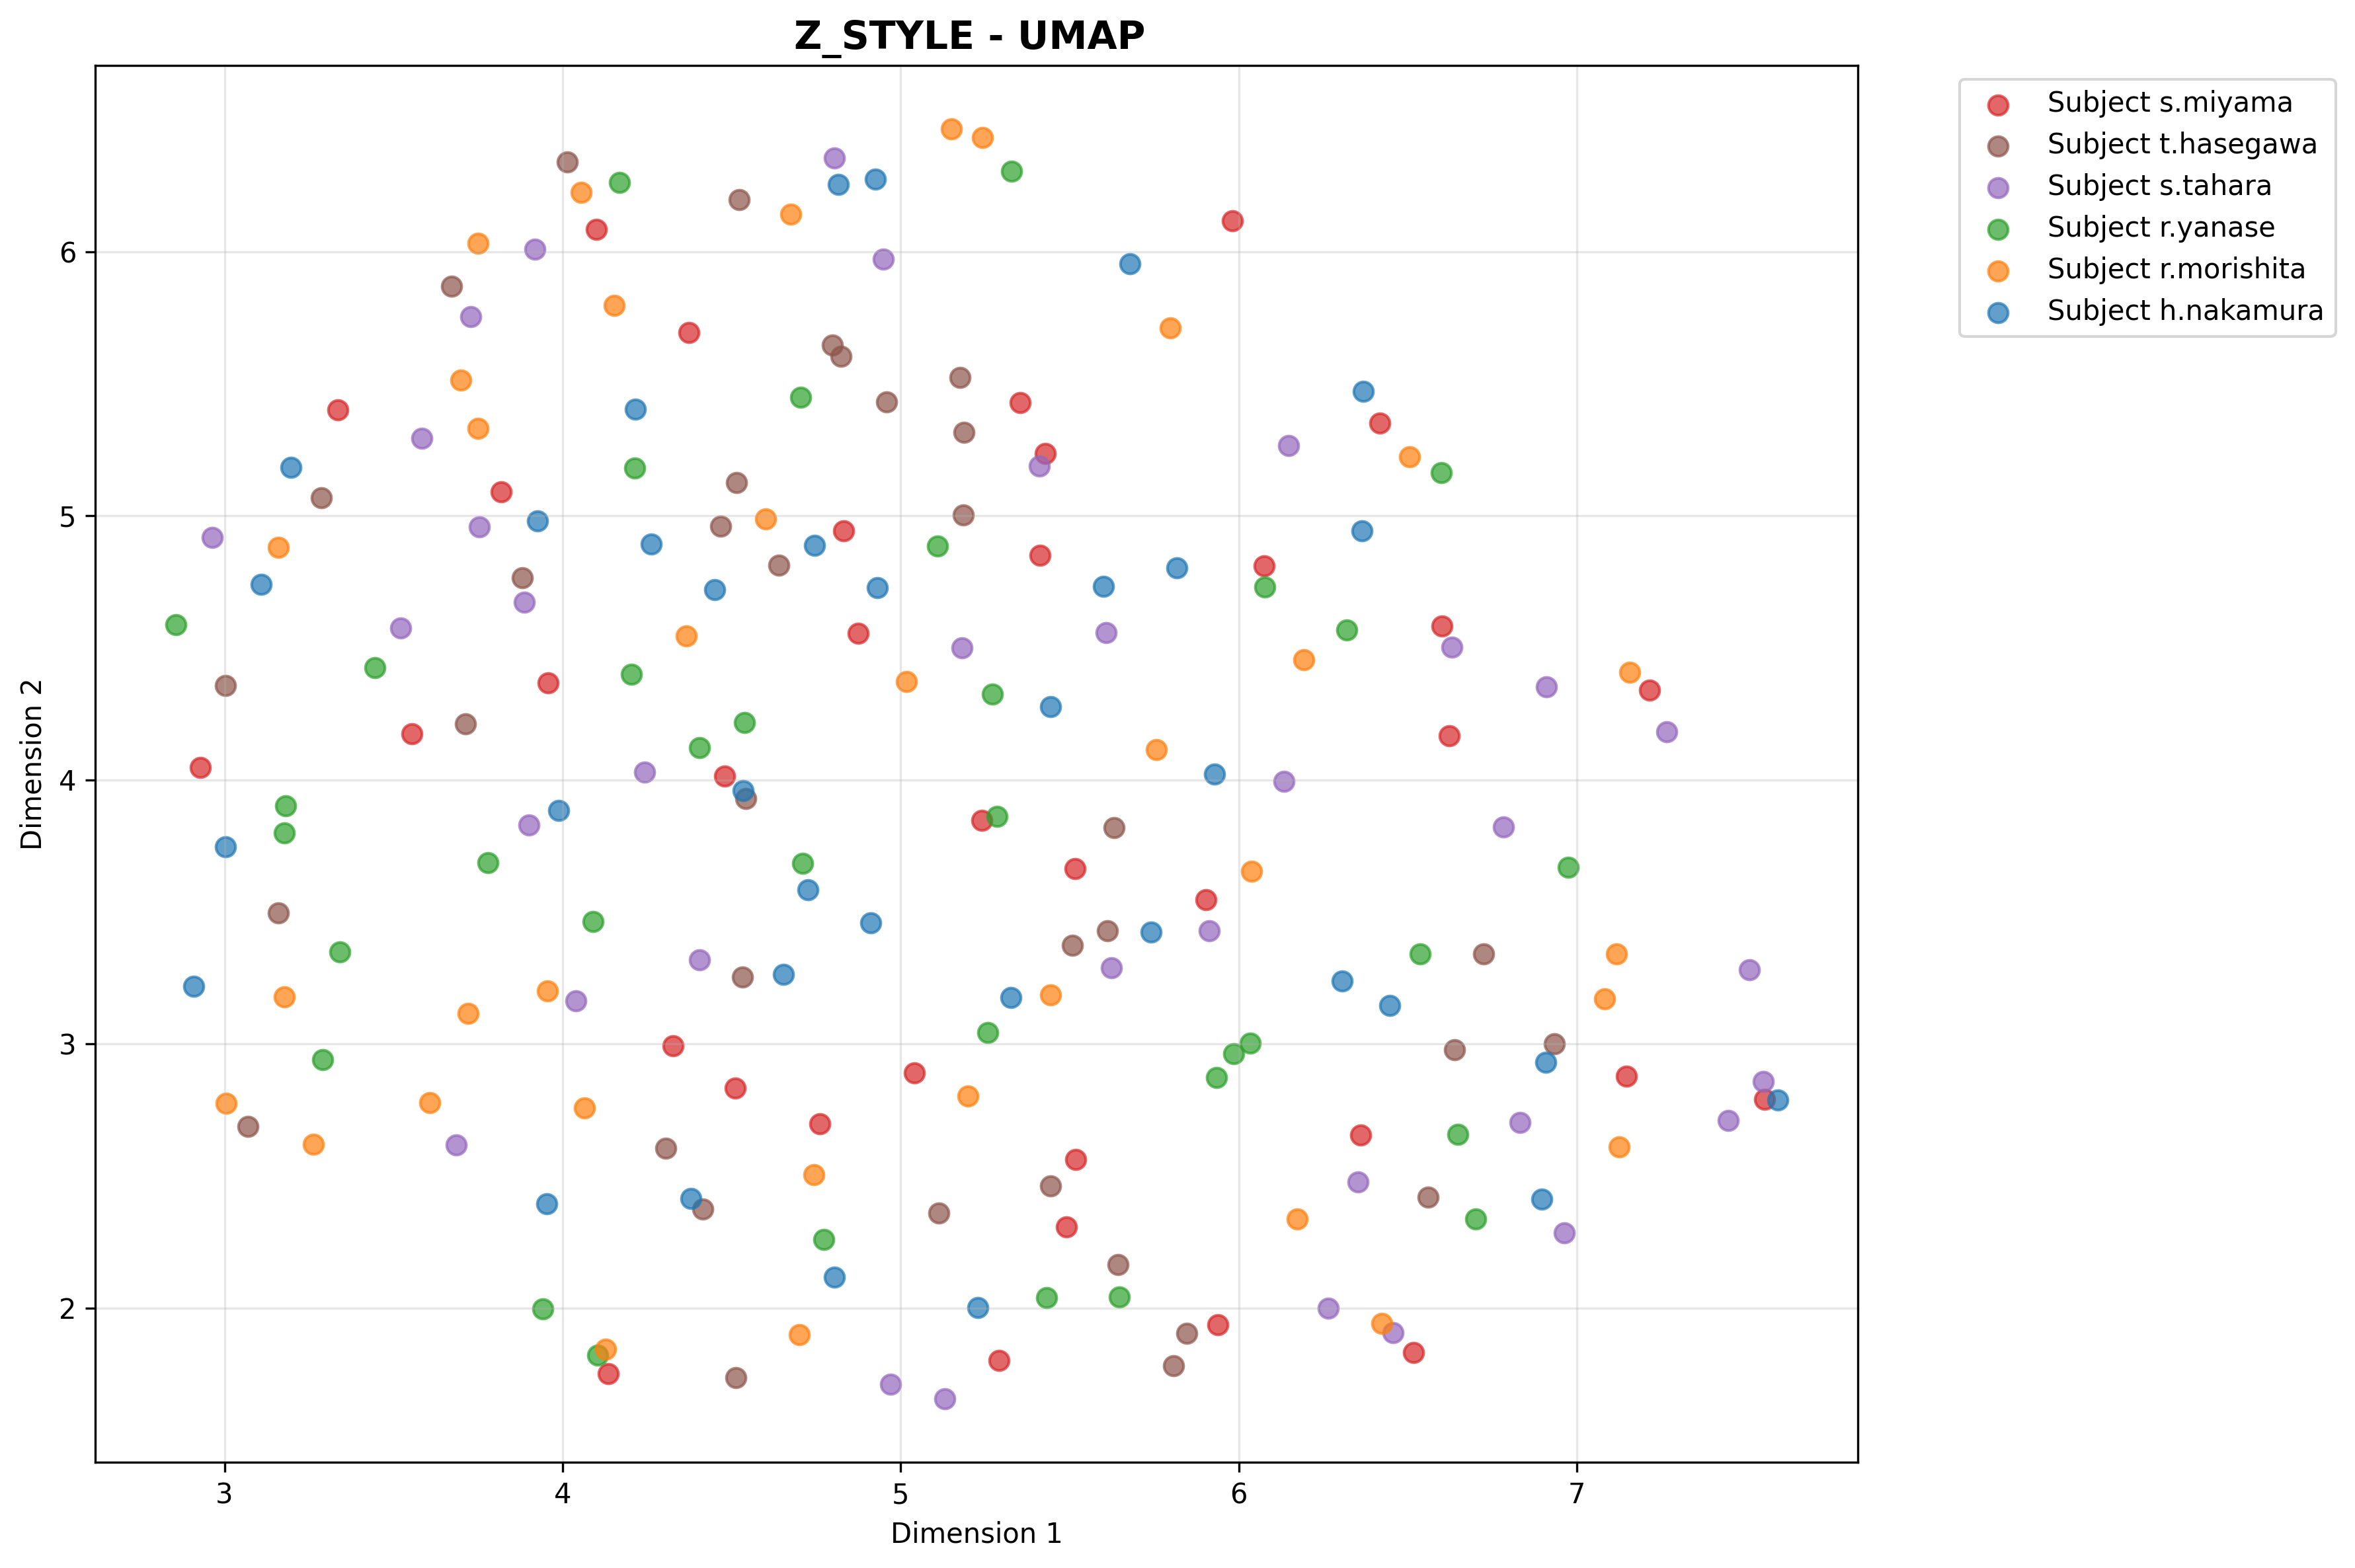 Z_STYLE - UMAP
Subject s.miyama
Subject t.hasegawa
Subject s.tahara
Subject r.yanase
Subject r.morishita
Subject h.nakamura
Dimension 2
6
5
4
3
2
3 4 5 6 7
Dimension 1